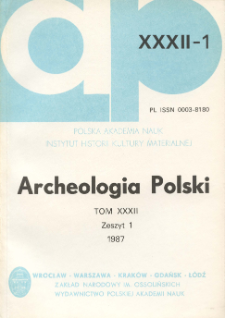 ap
XXXII-1
PL ISSN 0003-8180
POLSKA AKADEMIA NAUK
INSTYTUT HISTORII KULTURY MATERIALNEJ
Archeologia Polski
TOM XXXII
Zeszyt 1
1987
WROCŁAW - WARSZAWA - KRAKÓW - GDAŃSK - ŁÓDŹ
ZAKŁAD NARODOWY IM. OSSOLIŃSKICH
WYDAWNICTWO POLSKIEJ AKADEMII NAUK